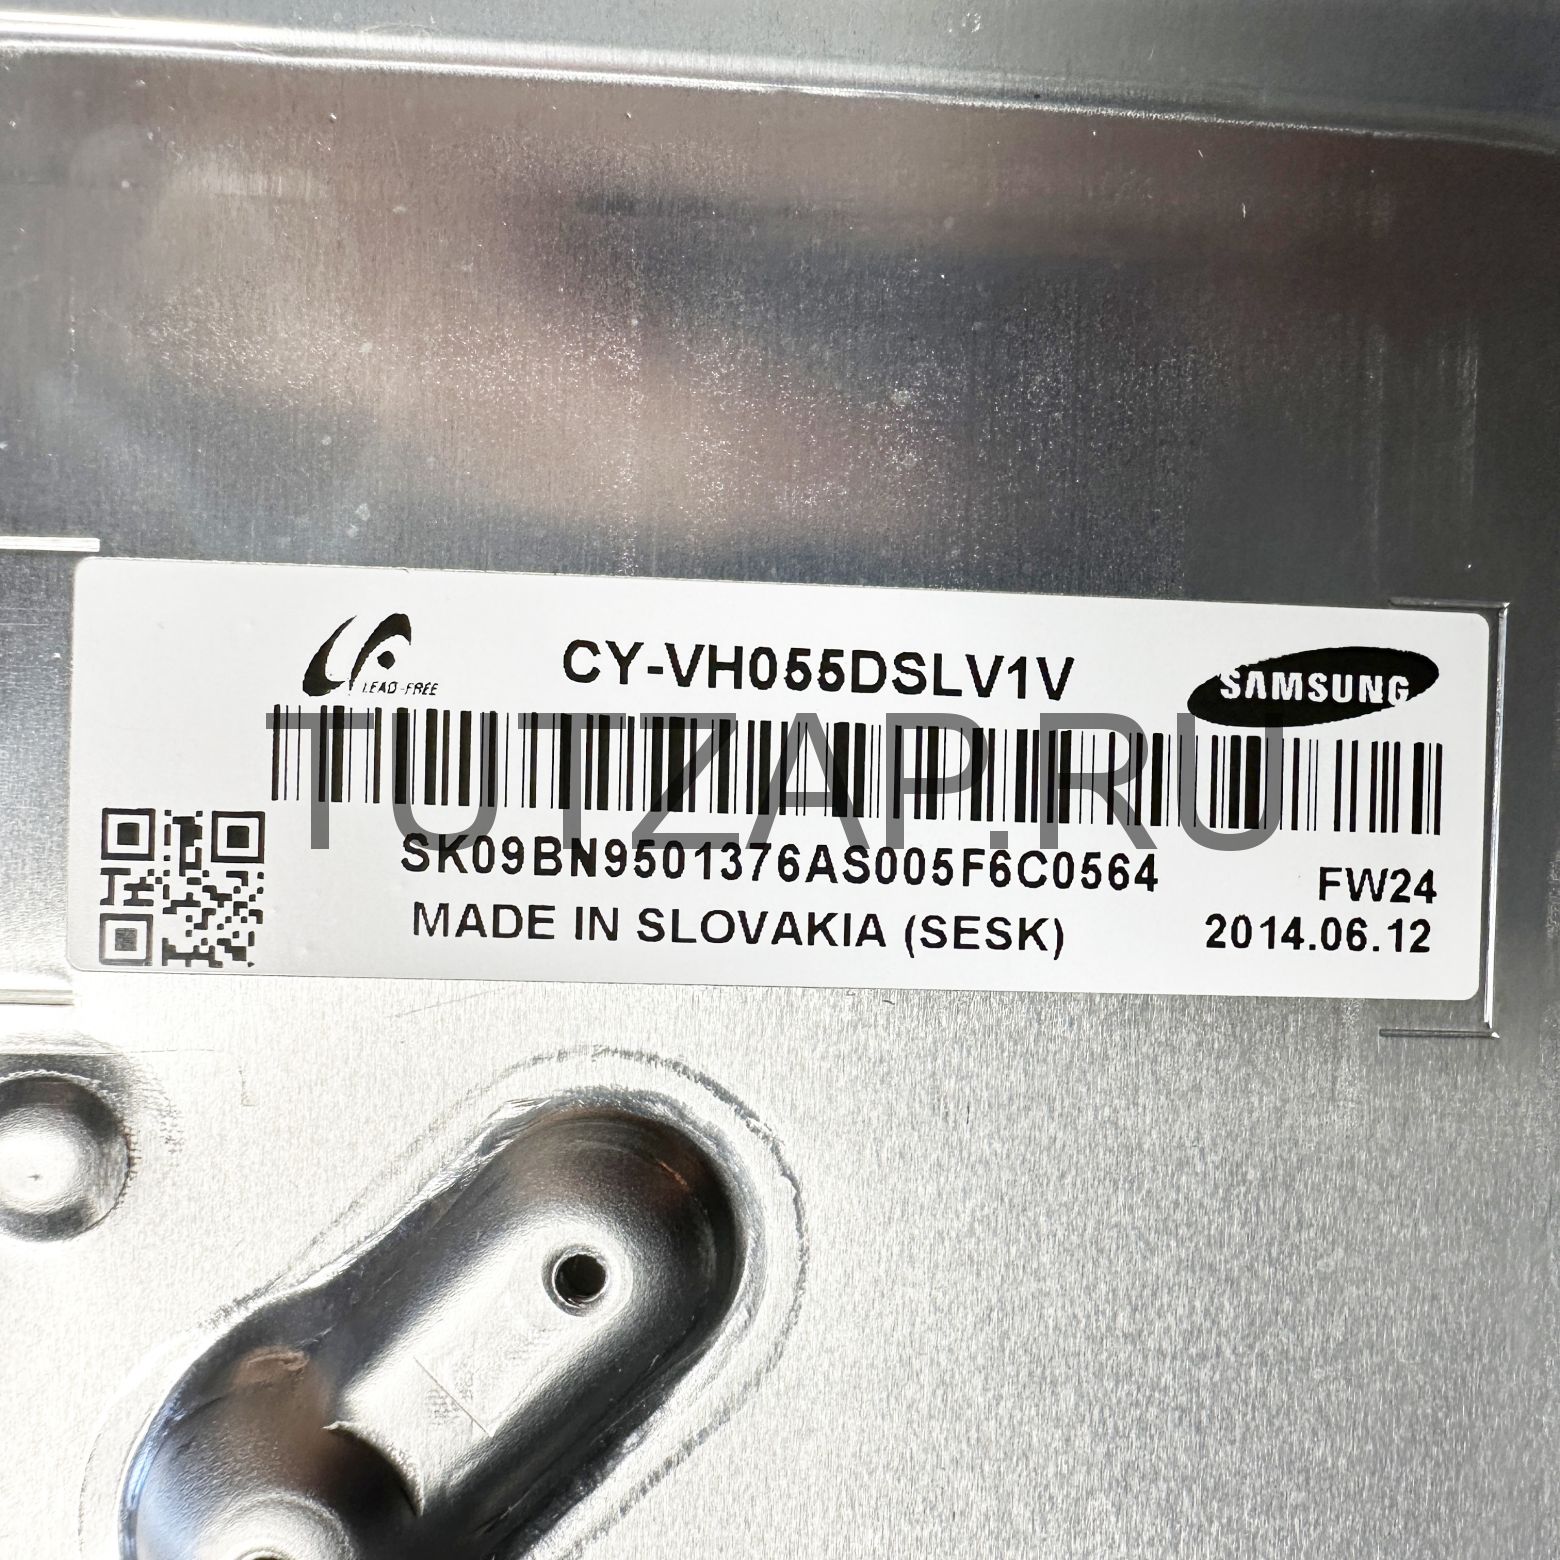 LEAD-FREE
CY-VH055DSLV1V
SAMSUNG
TUTZAP.RU
SK09BN9501376AS005F6C0564
FW24
MADE IN SLOVAKIA (SESK)
2014.06.12